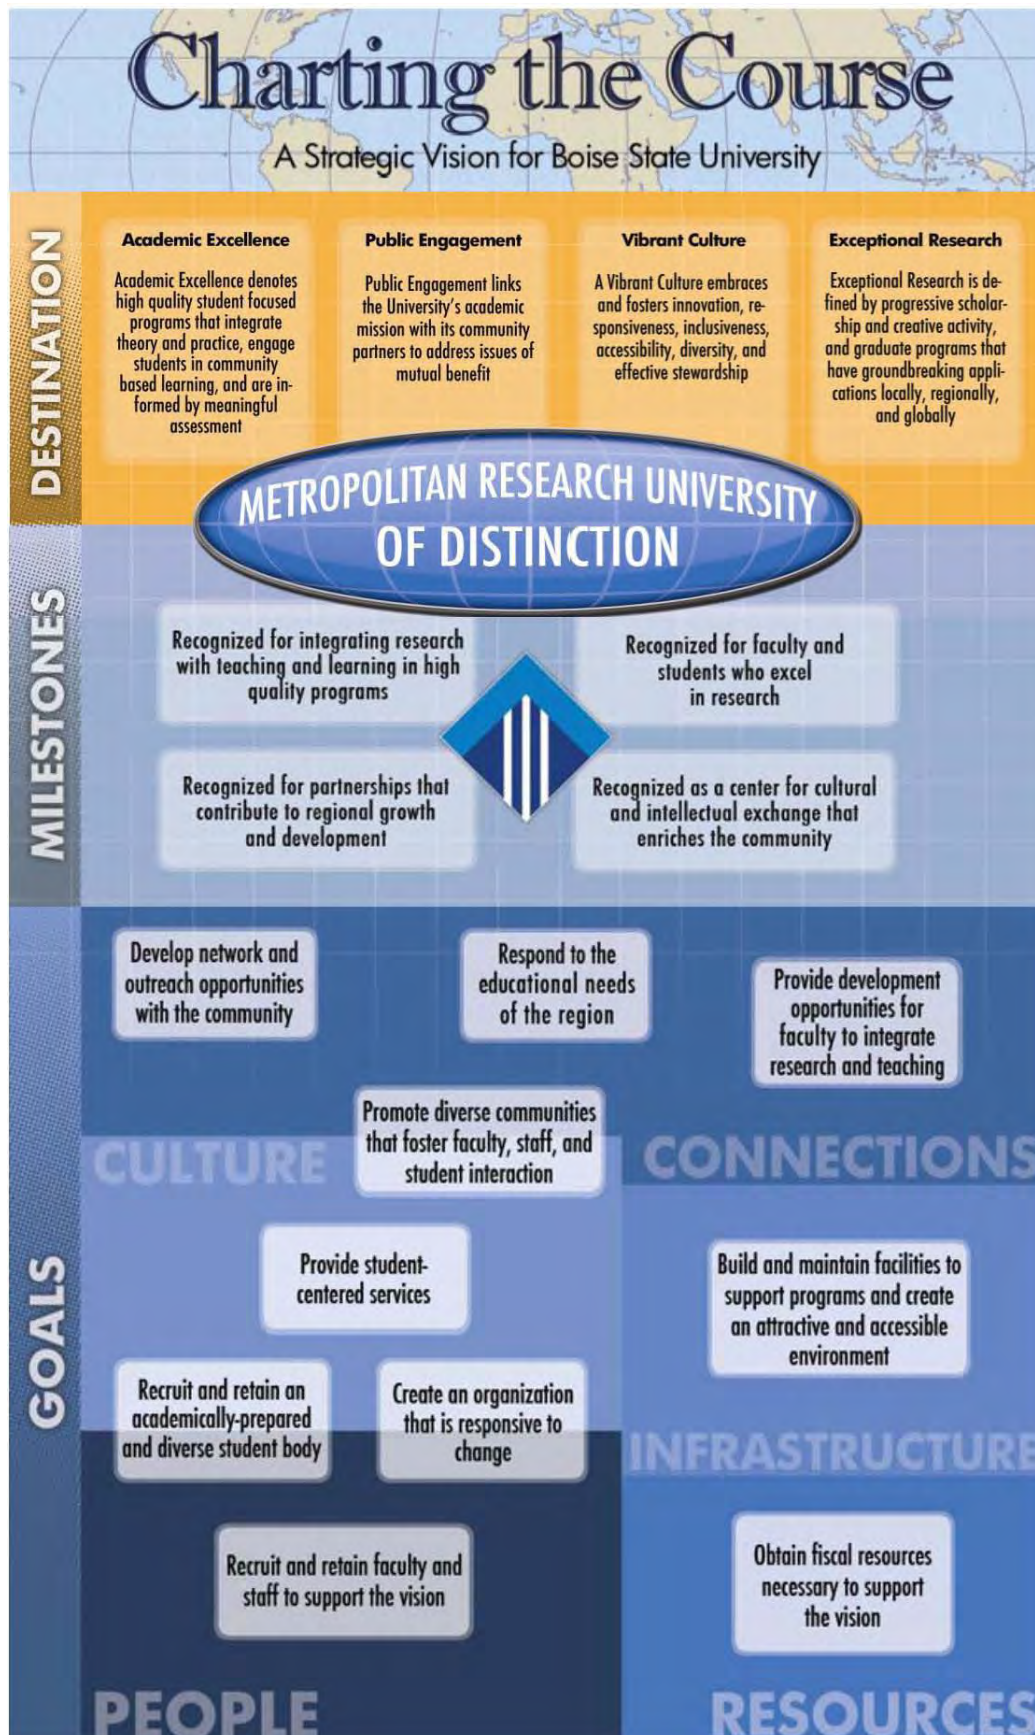 Charting the Course
A Strategic Vision for Boise State University
DESTINATION
Academic Excellence
Academic Excellence denotes
high quality student focused
programs that integrate
theory and practice, engage
students in community
based learning, and are in-
formed by meaningful
assessment
Public Engagement
Public Engagement links
the University's academic
mission with its community
partners to address issues of
mutual benefit
Vibrant Culture
A Vibrant Culture embraces
and fosters innovation, re-
sponsiveness, inclusiveness,
accessibility, diversity, and
effective stewardship
Exceptional Research
Exceptional Research is de-
fined by progressive scholar-
ship and creative activity,
and graduate programs that
have groundbreaking appli-
cations locally, regionally,
and globally
METROPOLITAN RESEARCH UNIVERSITY
OF DISTINCTION
MILESTONES
Recognized for integrating research
with teaching and learning in high
quality programs
Recognized for faculty and
students who excel
in research
Recognized for partnerships that
contribute to regional growth
and development
Recognized as a center for cultural
and intellectual exchange that
enriches the community
GOALS
Develop network and
outreach opportunities
with the community
Respond to the
educational needs
of the region
Provide development
opportunities for
faculty to integrate
research and teaching
Promote diverse communities
that foster faculty, staff, and
student interaction
CULTURE
CONNECTIONS
Provide student-
centered services
Build and maintain facilities to
support programs and create
an attractive and accessible
environment
Recruit and retain an
academically-prepared
and diverse student body
Create an organization
that is responsive to
change
INFRASTRUCTURE
Recruit and retain faculty and
staff to support the vision
Obtain fiscal resources
necessary to support
the vision
PEOPLE
RESOURCES